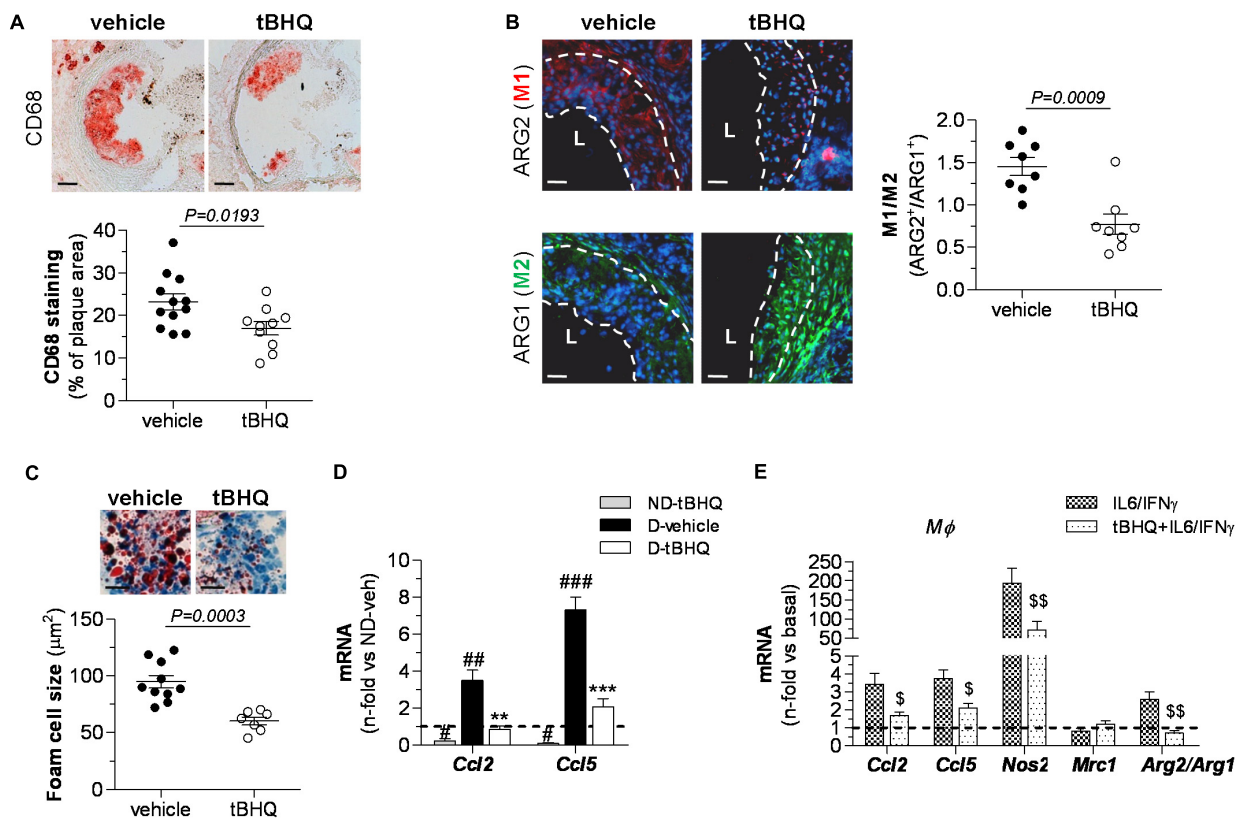 A
vehicle
tBHQ
CD68
P=0.0193
CD68 staining
(% of plaque area)
40
30
20
10
0
vehicle
tBHQ
B
vehicle
tBHQ
ARG2 (M1)
L
L
ARG1 (M2)
L
L
P=0.0009
M1/M2
(ARG2⁺/ARG1⁺)
2.0
1.5
1.0
0.5
0.0
vehicle
tBHQ
C
vehicle
tBHQ
P=0.0003
Foam cell size (µm²)
150
100
50
0
vehicle
tBHQ
D
ND-tBHQ
D-vehicle
D-tBHQ
mRNA
(n-fold vs ND-veh)
10
8
6
4
2
0
#
##
**
#
###
***
Ccl2
Ccl5
E
Mϕ
IL6/IFNγ
tBHQ+IL6/IFNγ
mRNA
(n-fold vs basal)
250
200
150
100
50
5
4
3
2
1
0
$
$
$$
$$
Ccl2
Ccl5
Nos2
Mrc1
Arg2/Arg1